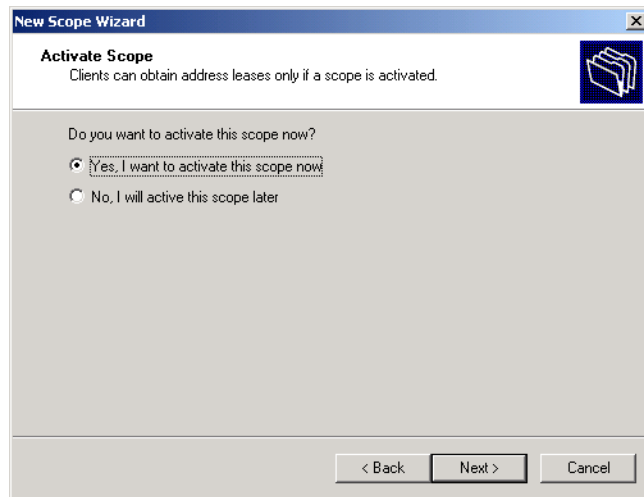 New Scope Wizard
Activate Scope
Clients can obtain address leases only if a scope is activated.
Do you want to activate this scope now?
Yes, I want to activate this scope now
No, I will active this scope later
< Back Next > Cancel